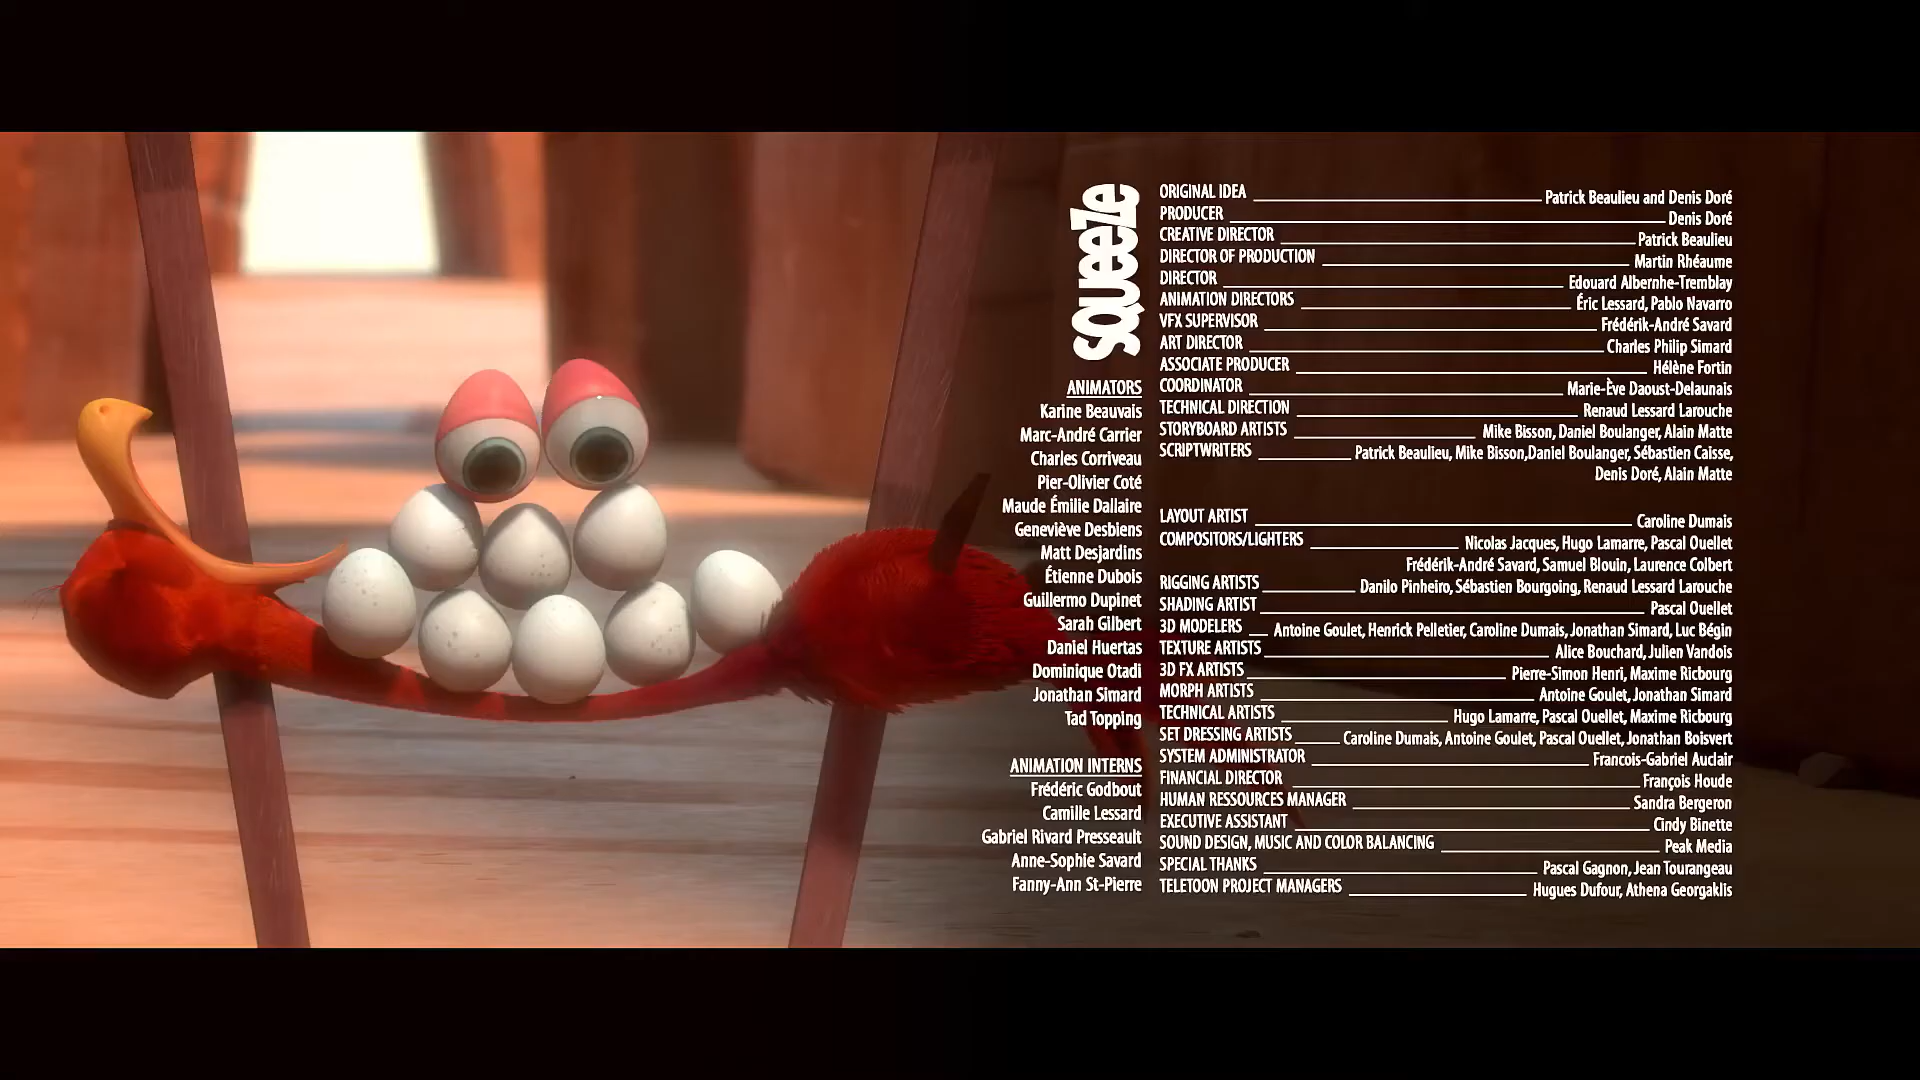 squeeze
ANIMATORS
Karine Beauvais
Marc-André Carrier
Charles Corriveau
Pier-Olivier Coté
Maude Émilie Dallaire
Geneviève Desbiens
Matt Desjardins
Étienne Dubois
Guillermo Dupinet
Sarah Gilbert
Daniel Huertas
Dominique Otadi
Jonathan Simard
Tad Topping
ANIMATION INTERNS
Frédéric Godbout
Camille Lessard
Gabriel Rivard Presseault
Anne-Sophie Savard
Fanny-Ann St-Pierre
ORIGINAL IDEA Patrick Beaulieu and Denis Doré
PRODUCER Denis Doré
CREATIVE DIRECTOR Patrick Beaulieu
DIRECTOR OF PRODUCTION Martin Rhéaume
DIRECTOR Edouard Albernhe-Tremblay
ANIMATION DIRECTORS Éric Lessard, Pablo Navarro
VFX SUPERVISOR Frédérik-André Savard
ART DIRECTOR Charles Philip Simard
ASSOCIATE PRODUCER Hélène Fortin
COORDINATOR Marie-Ève Daoust-Delaunais
TECHNICAL DIRECTION Renaud Lessard Larouche
STORYBOARD ARTISTS Mike Bisson, Daniel Boulanger, Alain Matte
SCRIPTWRITERS Patrick Beaulieu, Mike Bisson,Daniel Boulanger, Sébastien Caisse,
Denis Doré, Alain Matte
LAYOUT ARTIST Caroline Dumais
COMPOSITORS/LIGHTERS Nicolas Jacques, Hugo Lamarre, Pascal Ouellet
Frédérik-André Savard, Samuel Blouin, Laurence Colbert
RIGGING ARTISTS Danilo Pinheiro, Sébastien Bourgoing, Renaud Lessard Larouche
SHADING ARTIST Pascal Ouellet
3D MODELERS Antoine Goulet, Henrick Pelletier, Caroline Dumais, Jonathan Simard, Luc Bégin
TEXTURE ARTISTS Alice Bouchard, Julien Vandois
3D FX ARTISTS Pierre-Simon Henri, Maxime Ricbourg
MORPH ARTISTS Antoine Goulet, Jonathan Simard
TECHNICAL ARTISTS Hugo Lamarre, Pascal Ouellet, Maxime Ricbourg
SET DRESSING ARTISTS Caroline Dumais, Antoine Goulet, Pascal Ouellet, Jonathan Boisvert
SYSTEM ADMINISTRATOR Francois-Gabriel Auclair
FINANCIAL DIRECTOR François Houde
HUMAN RESSOURCES MANAGER Sandra Bergeron
EXECUTIVE ASSISTANT Cindy Binette
SOUND DESIGN, MUSIC AND COLOR BALANCING Peak Media
SPECIAL THANKS Pascal Gagnon, Jean Tourangeau
TELETOON PROJECT MANAGERS Hugues Dufour, Athena Georgaklis